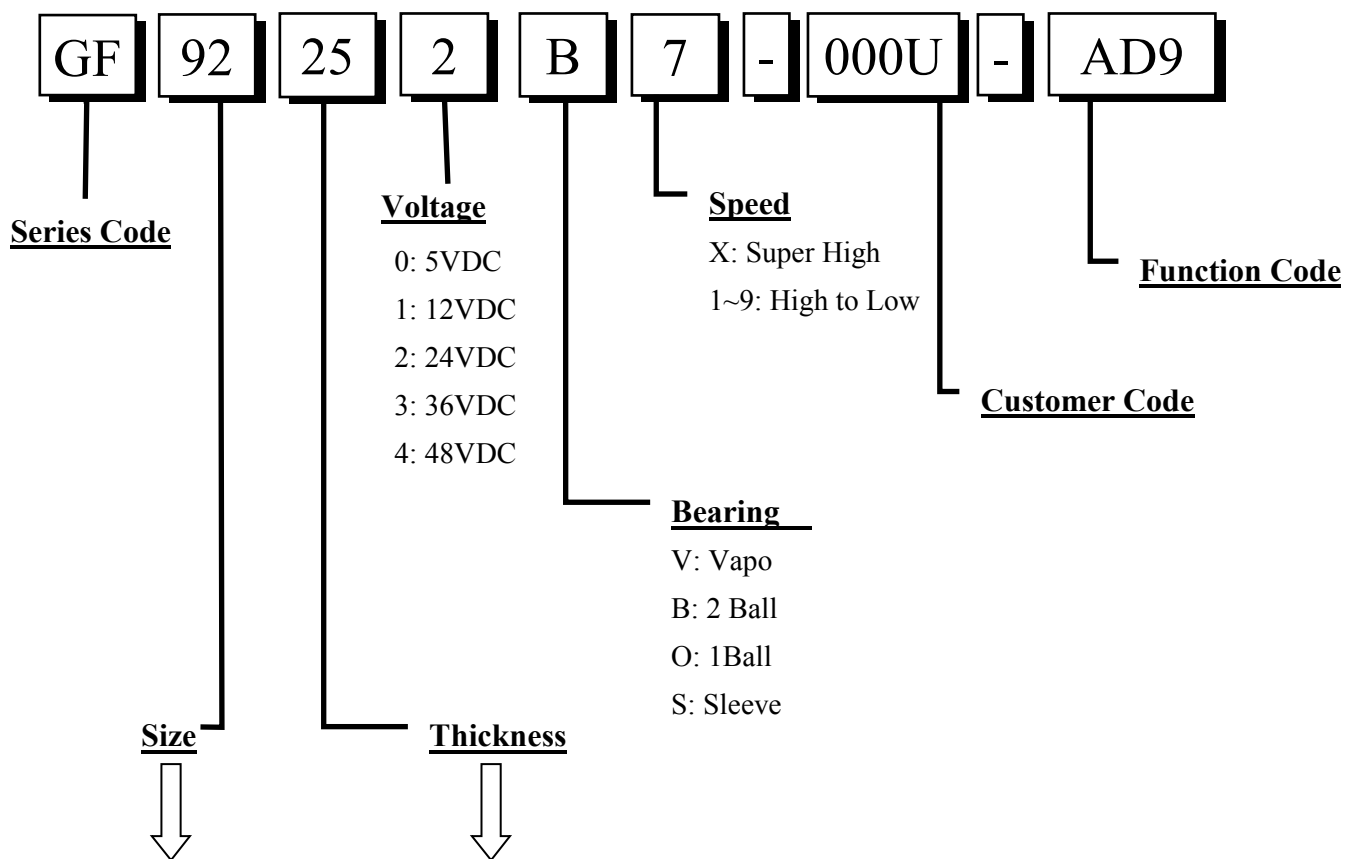 GF 92 25 2 B 7 - 000U - AD9
Series Code
Voltage
0: 5VDC
1: 12VDC
2: 24VDC
3: 36VDC
4: 48VDC
Speed
X: Super High
1~9: High to Low
Function Code
Customer Code
Bearing
V: Vapo
B: 2 Ball
O: 1Ball
S: Sleeve
Size
Thickness